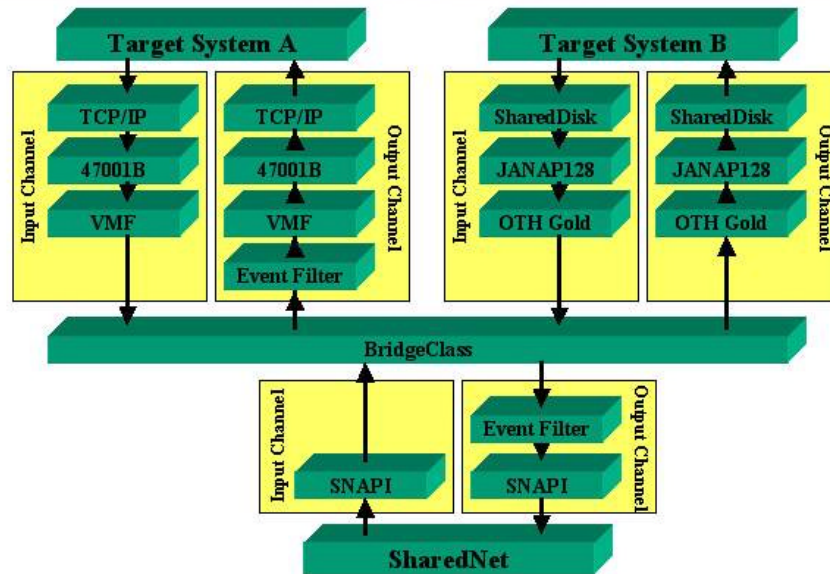 Target System A
Target System B
Input Channel
TCP/IP
47001B
VMF
TCP/IP
47001B
VMF
Event Filter
Output Channel
Input Channel
SharedDisk
JANAP128
OTH Gold
SharedDisk
JANAP128
OTH Gold
Output Channel
BridgeClass
Input Channel
SNAPI
Event Filter
SNAPI
Output Channel
SharedNet